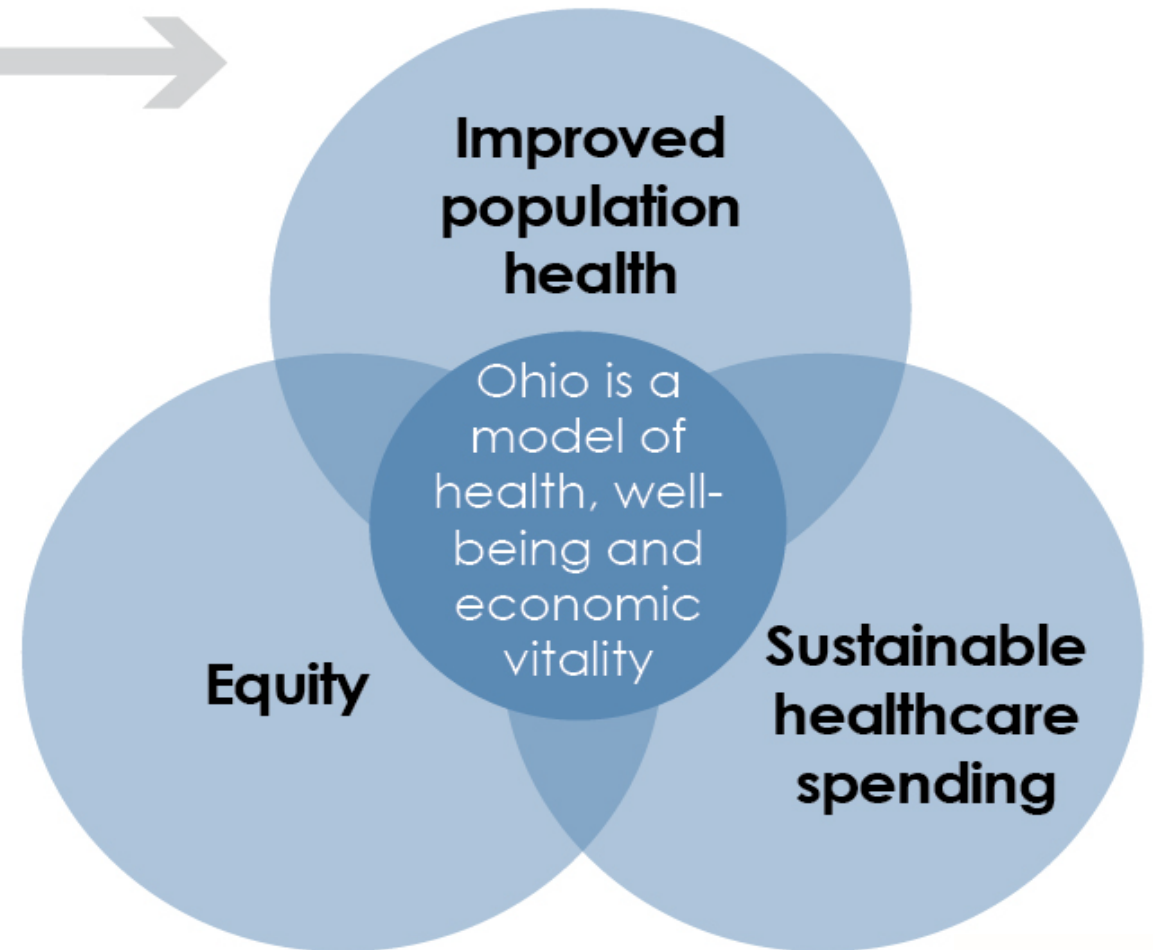 Improved
population
health
Ohio is a
model of
health, well-
being and
economic
vitality
Equity
Sustainable
healthcare
spending